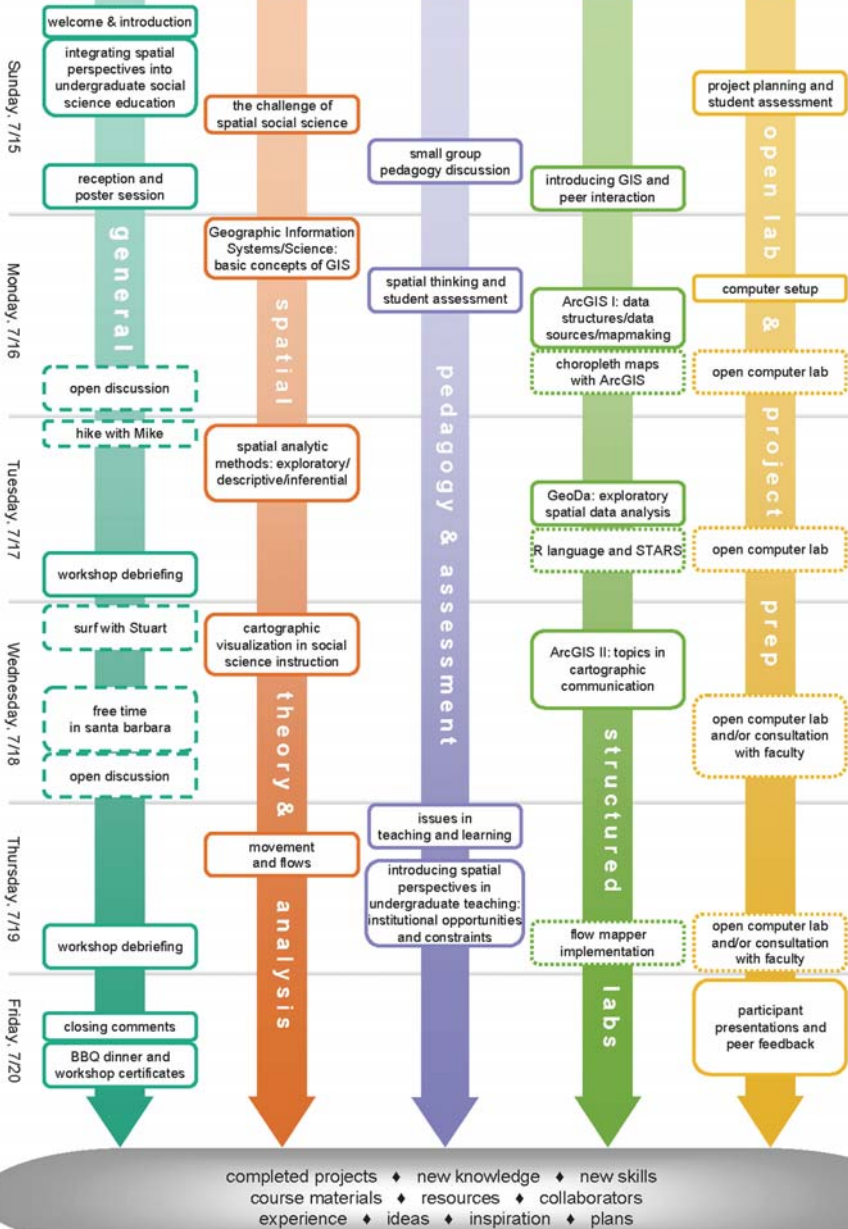 Sunday, 7/15
welcome & introduction
integrating spatial
perspectives into
undergraduate social
science education
the challenge of
spatial social science
project planning and
student assessment
small group
pedagogy discussion
reception and
poster session
introducing GIS and
peer interaction
Monday, 7/16
Geographic Information
Systems/Science:
basic concepts of GIS
spatial thinking and
student assessment
computer setup
ArcGIS I: data
structures/data
sources/mapmaking
choropleth maps
with ArcGIS
open computer lab
open discussion
Tuesday, 7/17
hike with Mike
spatial analytic
methods: exploratory/
descriptive/inferential
GeoDa: exploratory
spatial data analysis
R language and STARS
open computer lab
workshop debriefing
Wednesday, 7/18
surf with Stuart
cartographic
visualization in social
science instruction
ArcGIS II: topics in
cartographic
communication
free time
in santa barbara
open computer lab
and/or consultation
with faculty
open discussion
Thursday, 7/19
issues in
teaching and learning
movement
and flows
introducing spatial
perspectives in
undergraduate teaching:
institutional opportunities
and constraints
workshop debriefing
flow mapper
implementation
open computer lab
and/or consultation
with faculty
Friday, 7/20
closing comments
BBQ dinner and
workshop certificates
participant
presentations and
peer feedback
general
spatial theory & analysis
pedagogy & assessment
structured labs
open lab & project prep
completed projects ♦ new knowledge ♦ new skills
course materials ♦ resources ♦ collaborators
experience ♦ ideas ♦ inspiration ♦ plans